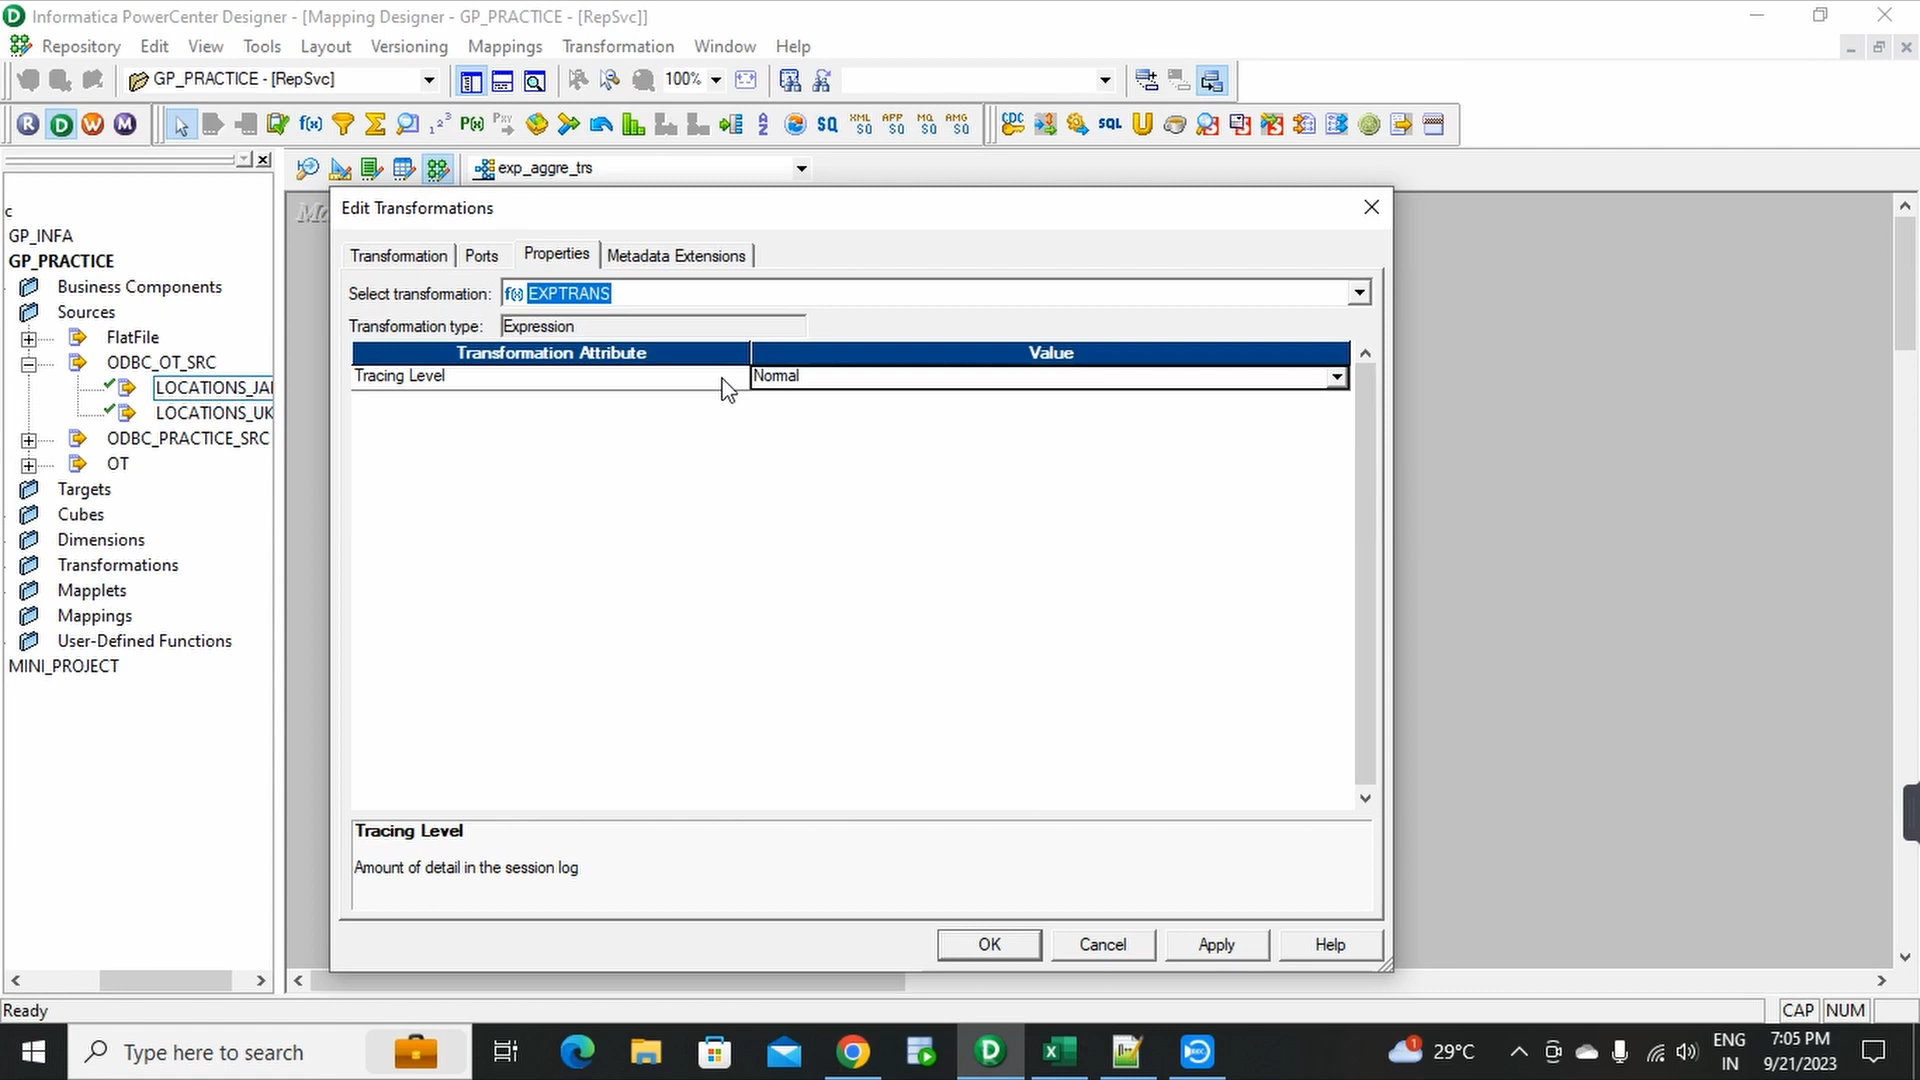 Informatica PowerCenter Designer - [Mapping Designer - GP_PRACTICE - [RepSvc]]
Repository Edit View Tools Layout Versioning Mappings Transformation Window Help
GP_PRACTICE - [RepSvc]
100%
SQL
exp_aggre_trs
c
GP_INFA
GP_PRACTICE
Business Components
Sources
FlatFile
ODBC_OT_SRC
LOCATIONS_JA
LOCATIONS_UK
ODBC_PRACTICE_SRC
OT
Targets
Cubes
Dimensions
Transformations
Mapplets
Mappings
User-Defined Functions
MINI_PROJECT
Edit Transformations
Transformation Ports Properties Metadata Extensions
Select transformation: f(x) EXPTRANS
Transformation type: Expression
Transformation Attribute Value
Tracing Level Normal
Tracing Level
Amount of detail in the session log
OK Cancel Apply Help
Ready
CAP NUM
Type here to search
29°C
ENG
IN
7:05 PM
9/21/2023